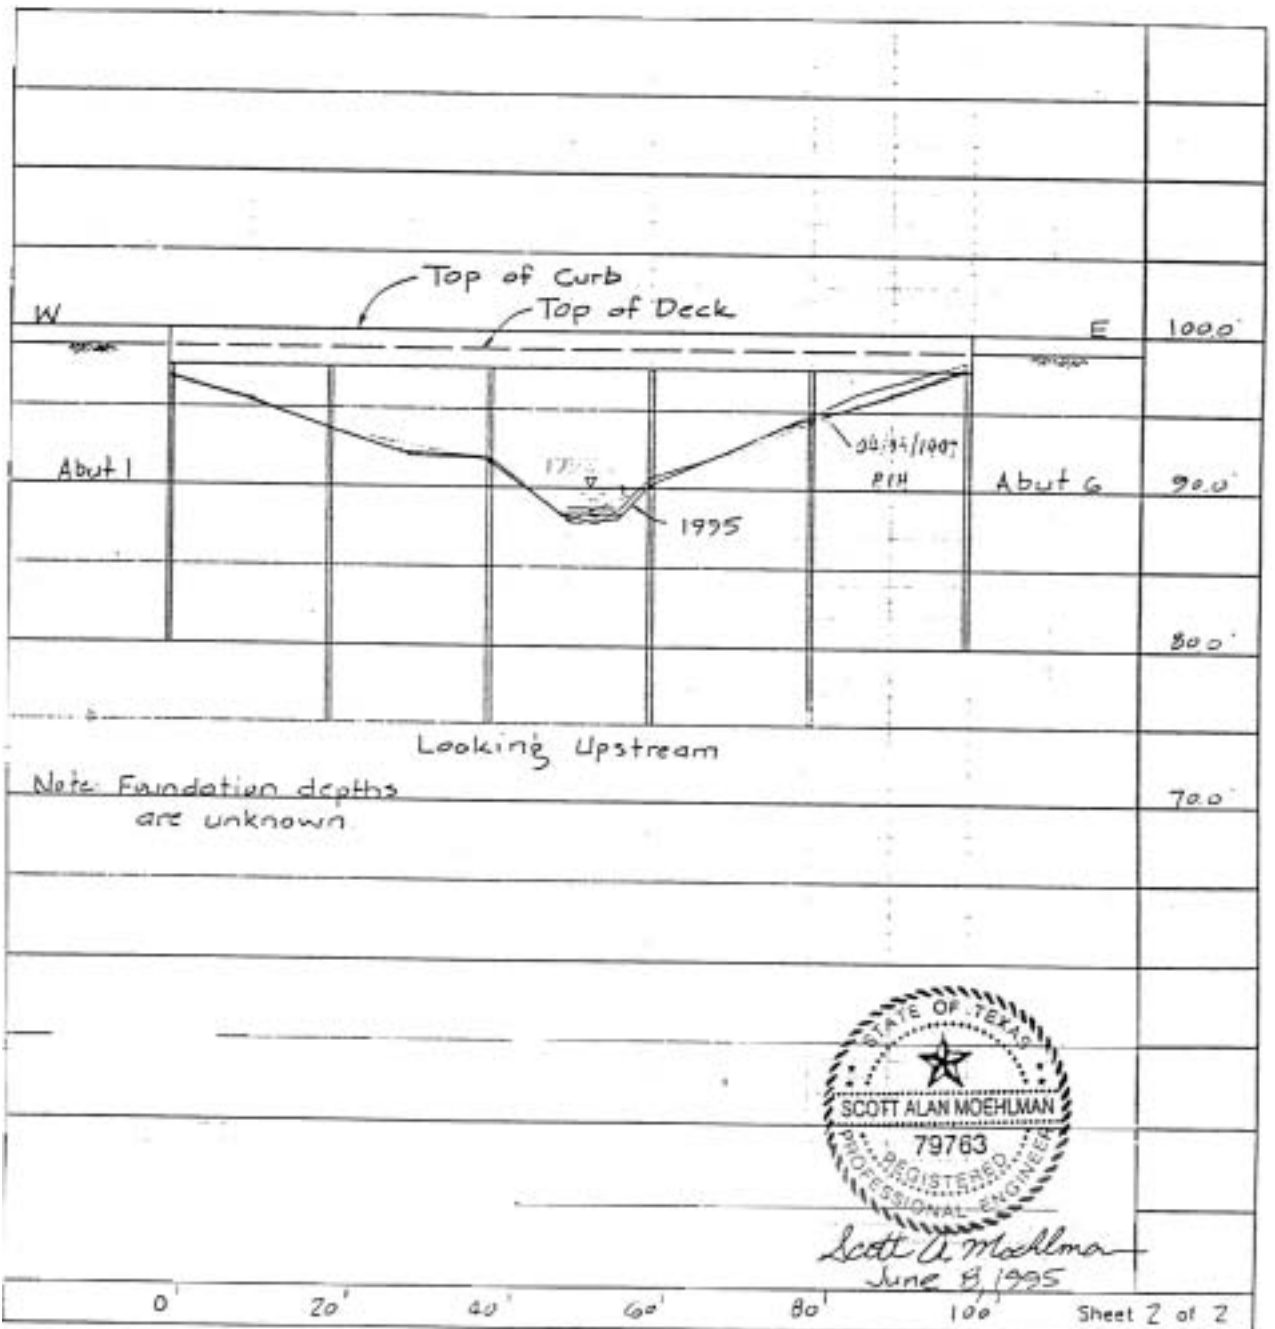 Top of Curb
Top of Deck
W
E
100.0'
Abut 1
Abut 6
90.0'
1995
80.0'
Looking Upstream
Note: Foundation depths
are unknown.
70.0'
STATE OF TEXAS
SCOTT ALAN MOEHLMAN
79763
REGISTERED
PROFESSIONAL ENGINEER
Scott A. Moehlman
June 8, 1995
0' 20' 40' 60' 80' 100'
Sheet 2 of 2